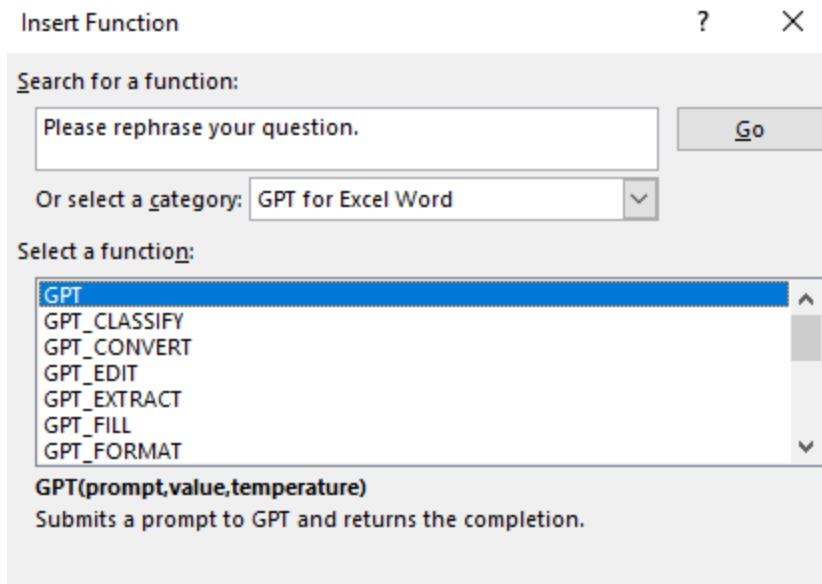 Insert Function ? ×
Search for a function:
Please rephrase your question.
Go
Or select a category: GPT for Excel Word
Select a function:
GPT
GPT_CLASSIFY
GPT_CONVERT
GPT_EDIT
GPT_EXTRACT
GPT_FILL
GPT_FORMAT
GPT(prompt,value,temperature)
Submits a prompt to GPT and returns the completion.